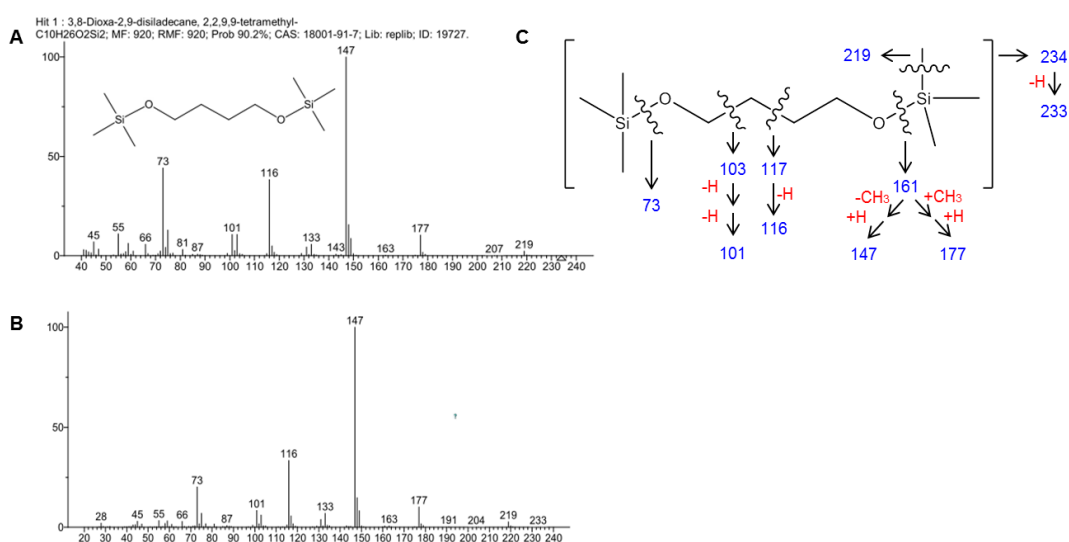 Hit 1 : 3,8-Dioxa-2,9-disiladecane, 2,2,9,9-tetramethyl-
C10H26O2Si2; MF: 920; RMF: 920; Prob 90.2%; CAS: 18001-91-7; Lib: replib; ID: 19727.
A
100
50
0
147
73
116
45
55
66
81
87
101
133
143
163
177
207
219
Si
O
O
Si
40 50 60 70 80 90 100 110 120 130 140 150 160 170 180 190 200 210 220 230 240
B
100
50
0
147
116
73
28
45
55
66
87
101
133
163
177
191
204
219
233
20 30 40 50 60 70 80 90 100 110 120 130 140 150 160 170 180 190 200 210 220 230 240
C
219
234
-H
233
Si
O
O
Si
103
117
-H
-H
-H
73
101
116
161
-CH3
+CH3
+H
+H
147
177